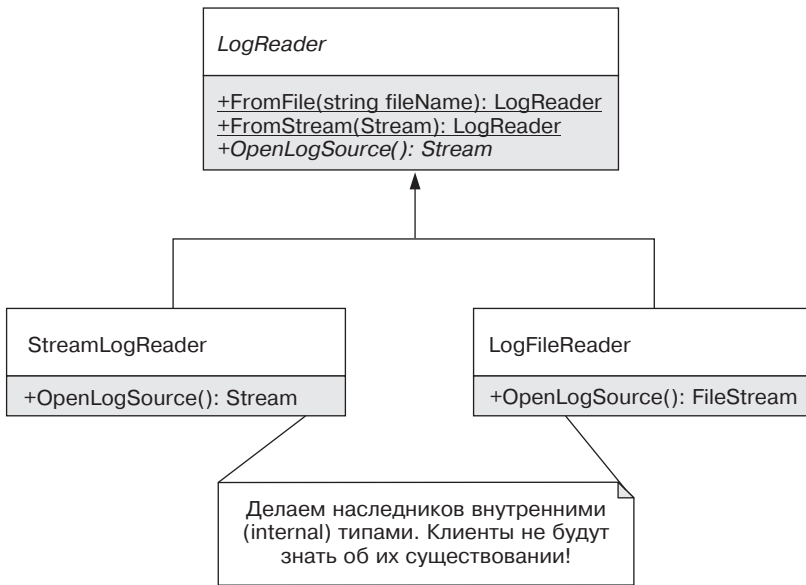 LogReader
+FromFile(string fileName): LogReader
+FromStream(Stream): LogReader
+OpenLogSource(): Stream
StreamLogReader
+OpenLogSource(): Stream
LogFileReader
+OpenLogSource(): FileStream
Делаем наследников внутренними
(internal) типами. Клиенты не будут
знать об их существовании!